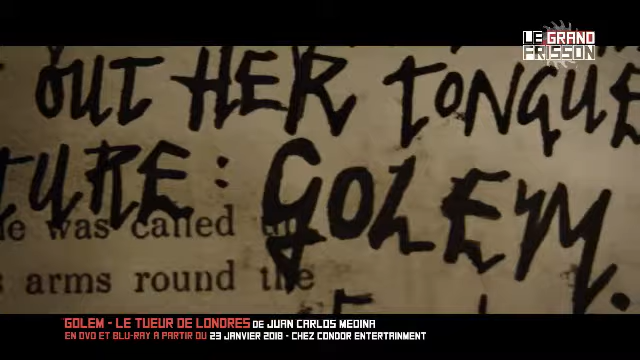 LE GRAND
FRISSON
OUT HER TONGUE
TURE: GOLEM.
was called
arms round the
GOLEM - LE TUEUR DE LONDRES DE JUAN CARLOS MEDINA
EN DVD ET BLU-RAY A PARTIR DU 23 JANVIER 2018 - CHEZ CONDOR ENTERTAINMENT